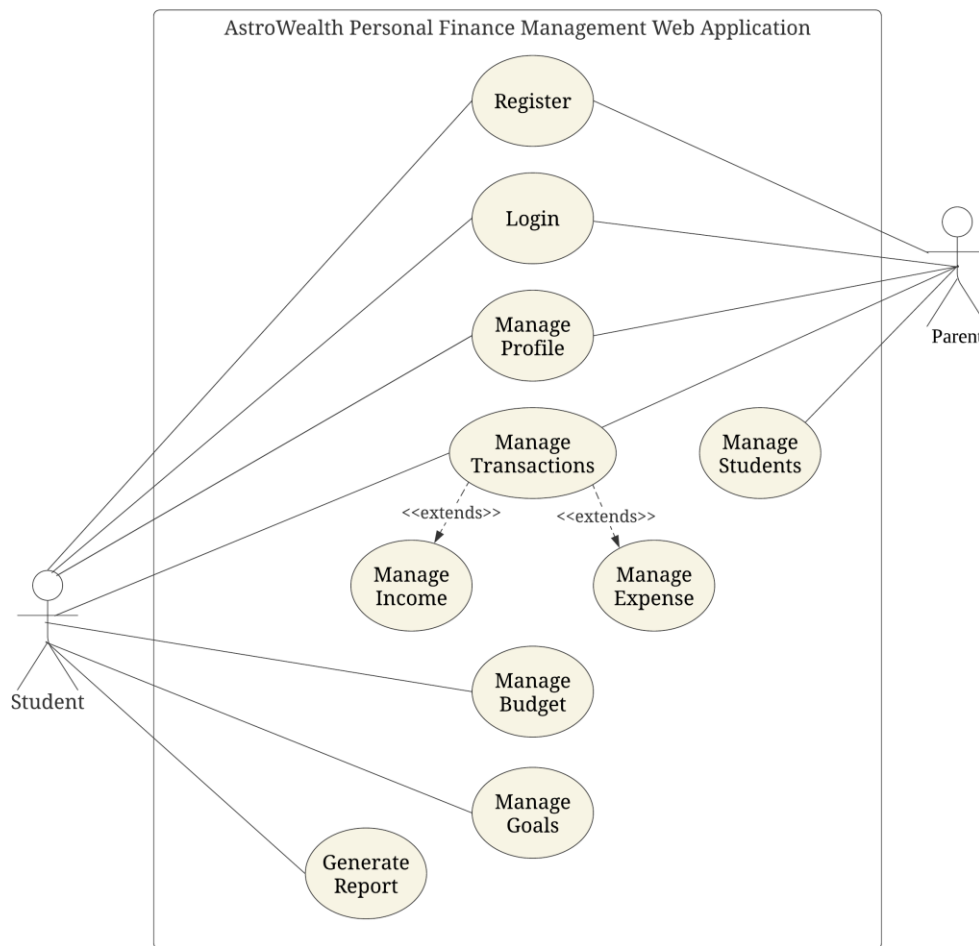 AstroWealth Personal Finance Management Web Application
Register
Login
Manage
Profile
Parent
Manage
Transactions
Manage
Students
<<extends>>
<<extends>>
Manage
Income
Manage
Expense
Student
Manage
Budget
Manage
Goals
Generate
Report